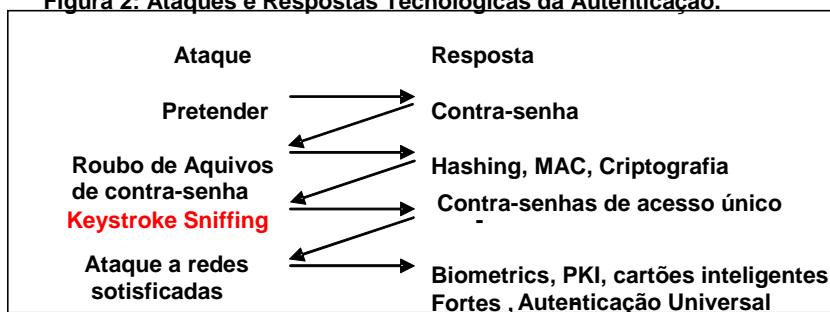 Figura 2: Ataques e Respostas Tecnológicas da Autenticação.
Ataque Resposta
Pretender Contra-senha
Roubo de Aquivos
de contra-senha
Hashing, MAC, Criptografia
Keystroke Sniffing
Contra-senhas de acesso único
-
Ataque a redes
sotisficadas
Biometrics, PKI, cartões inteligentes
Fortes , Autenticação Universal